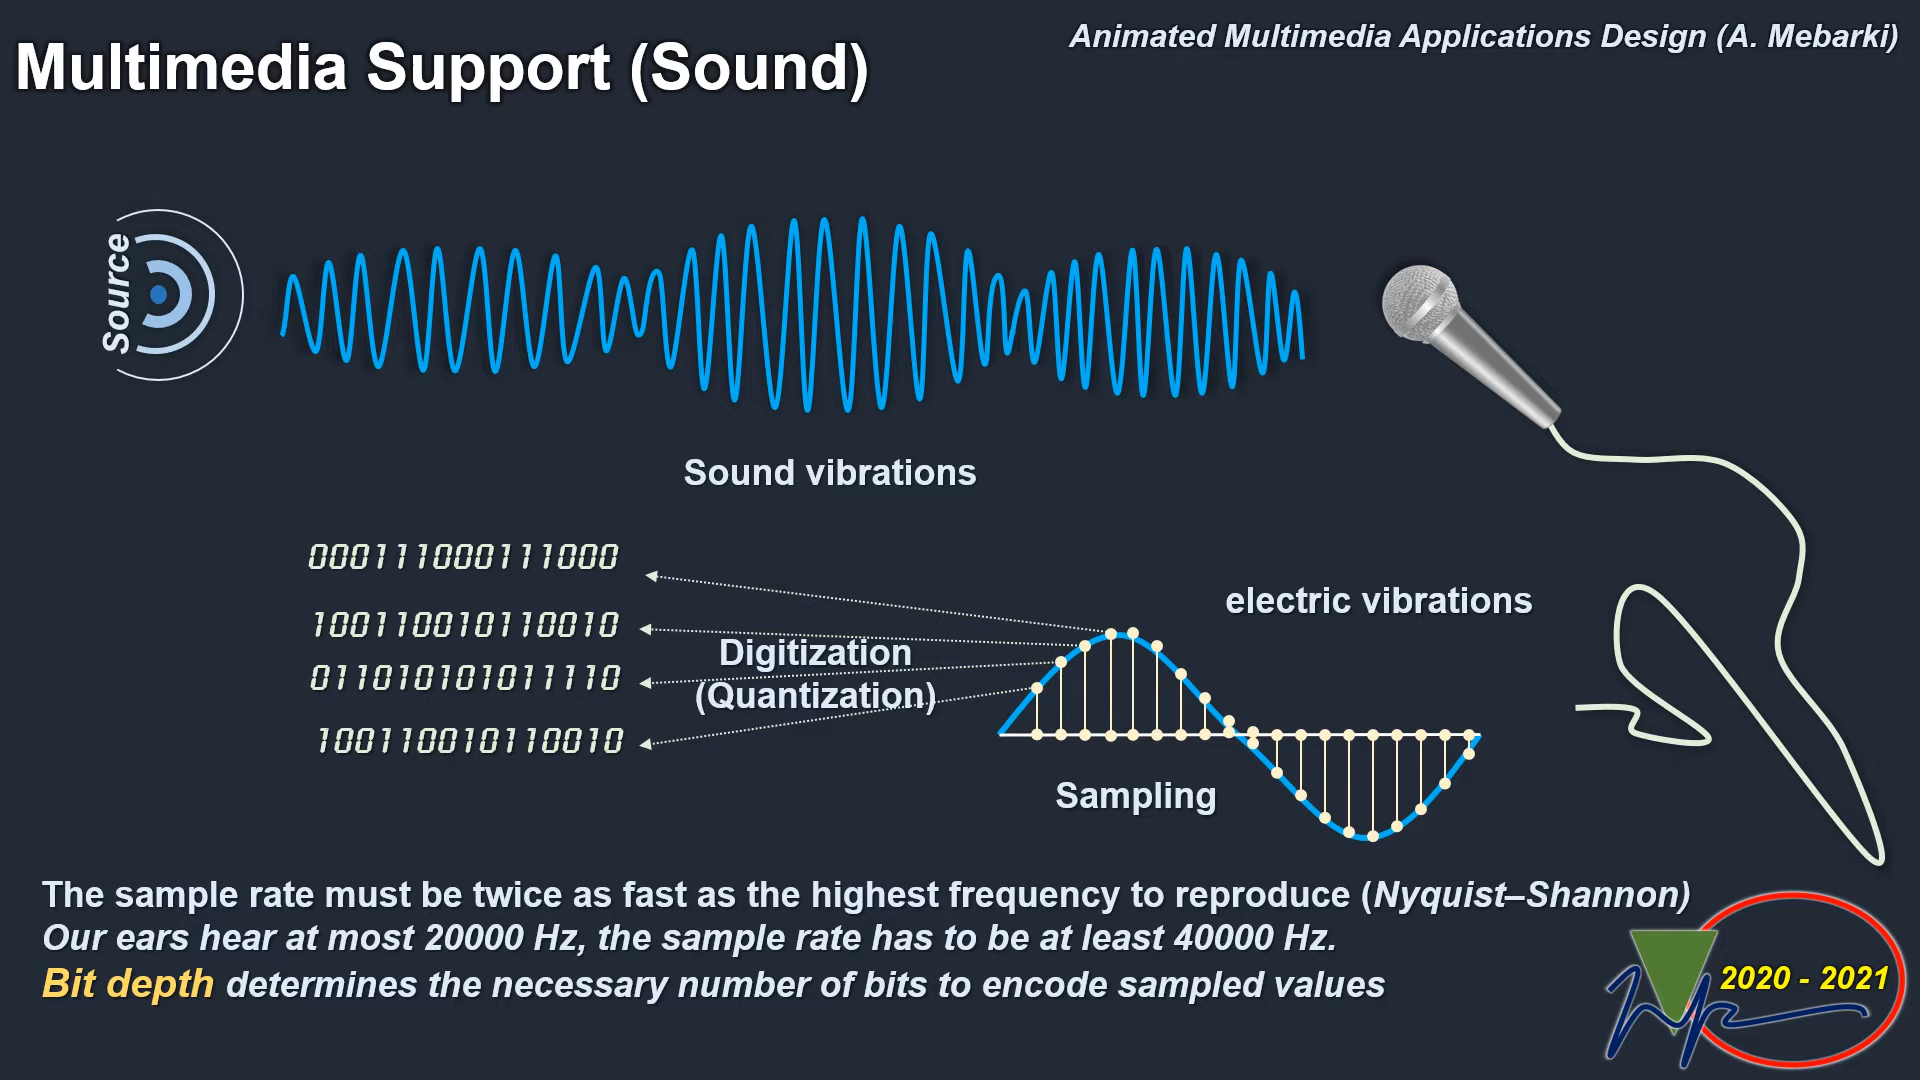 Animated Multimedia Applications Design (A. Mebarki)
Multimedia Support (Sound)
Source
Sound vibrations
000111000111000
100110010110010
011010101011110
100110010110010
Digitization
(Quantization)
electric vibrations
Sampling
The sample rate must be twice as fast as the highest frequency to reproduce (Nyquist–Shannon)
Our ears hear at most 20000 Hz, the sample rate has to be at least 40000 Hz.
Bit depth determines the necessary number of bits to encode sampled values
2020 - 2021